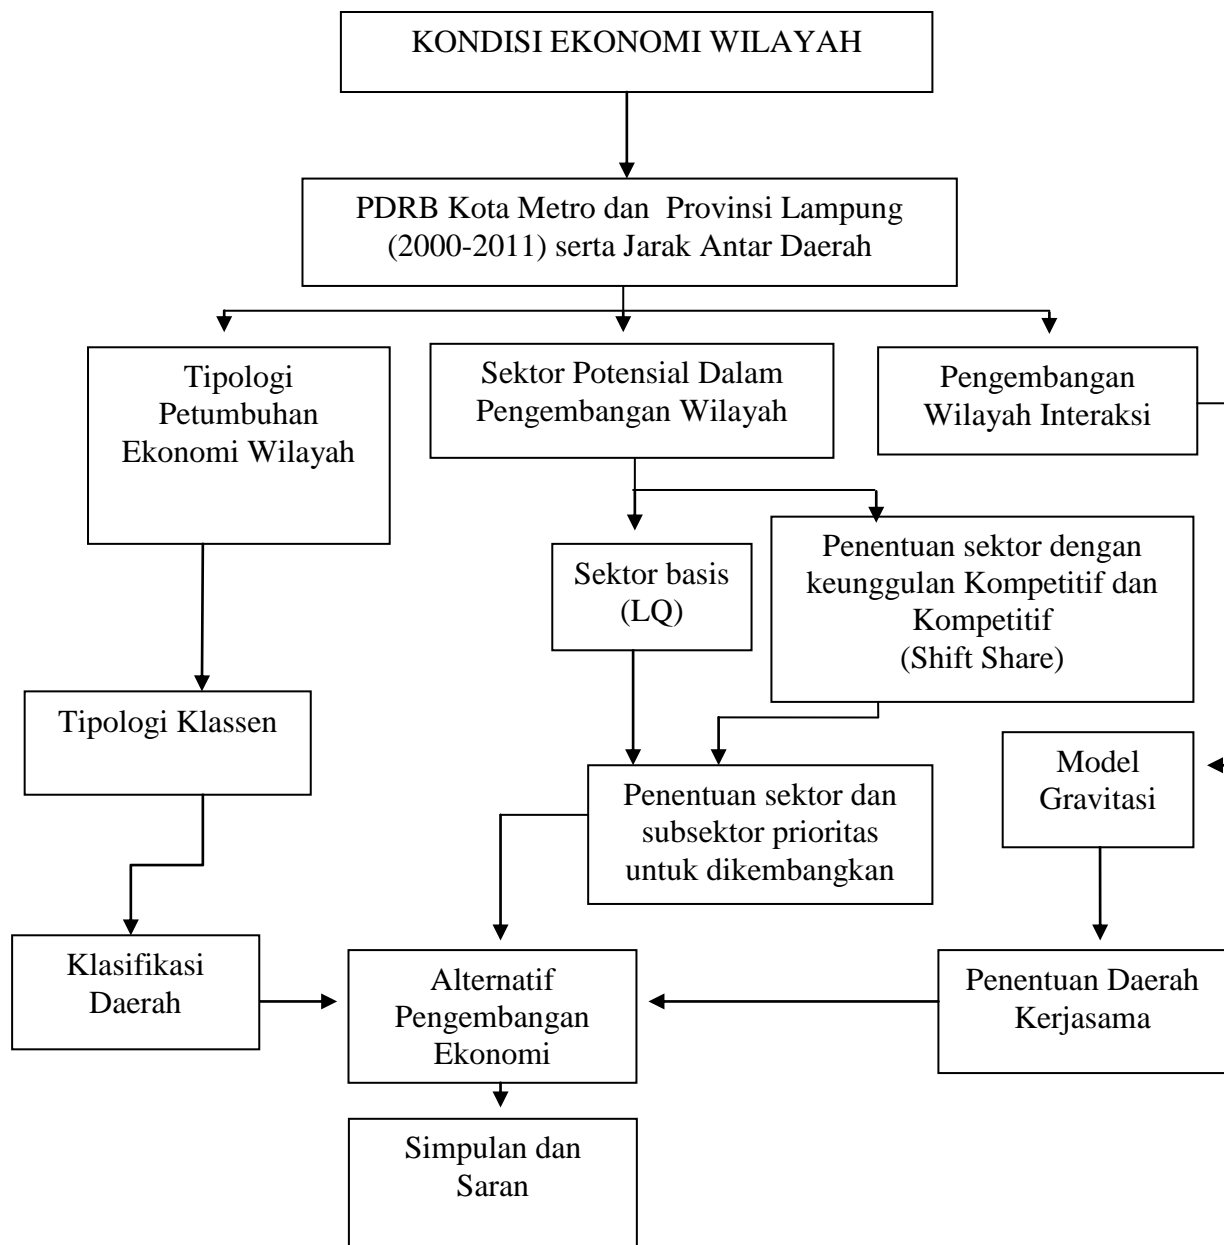 KONDISI EKONOMI WILAYAH
PDRB Kota Metro dan Provinsi Lampung
(2000-2011) serta Jarak Antar Daerah
Tipologi
Petumbuhan
Ekonomi Wilayah
Sektor Potensial Dalam
Pengembangan Wilayah
Pengembangan
Wilayah Interaksi
Sektor basis
(LQ)
Penentuan sektor dengan
keunggulan Kompetitif dan
Kompetitif
(Shift Share)
Tipologi Klassen
Penentuan sektor dan
subsektor prioritas
untuk dikembangkan
Model
Gravitasi
Klasifikasi
Daerah
Alternatif
Pengembangan
Ekonomi
Penentuan Daerah
Kerjasama
Simpulan dan
Saran